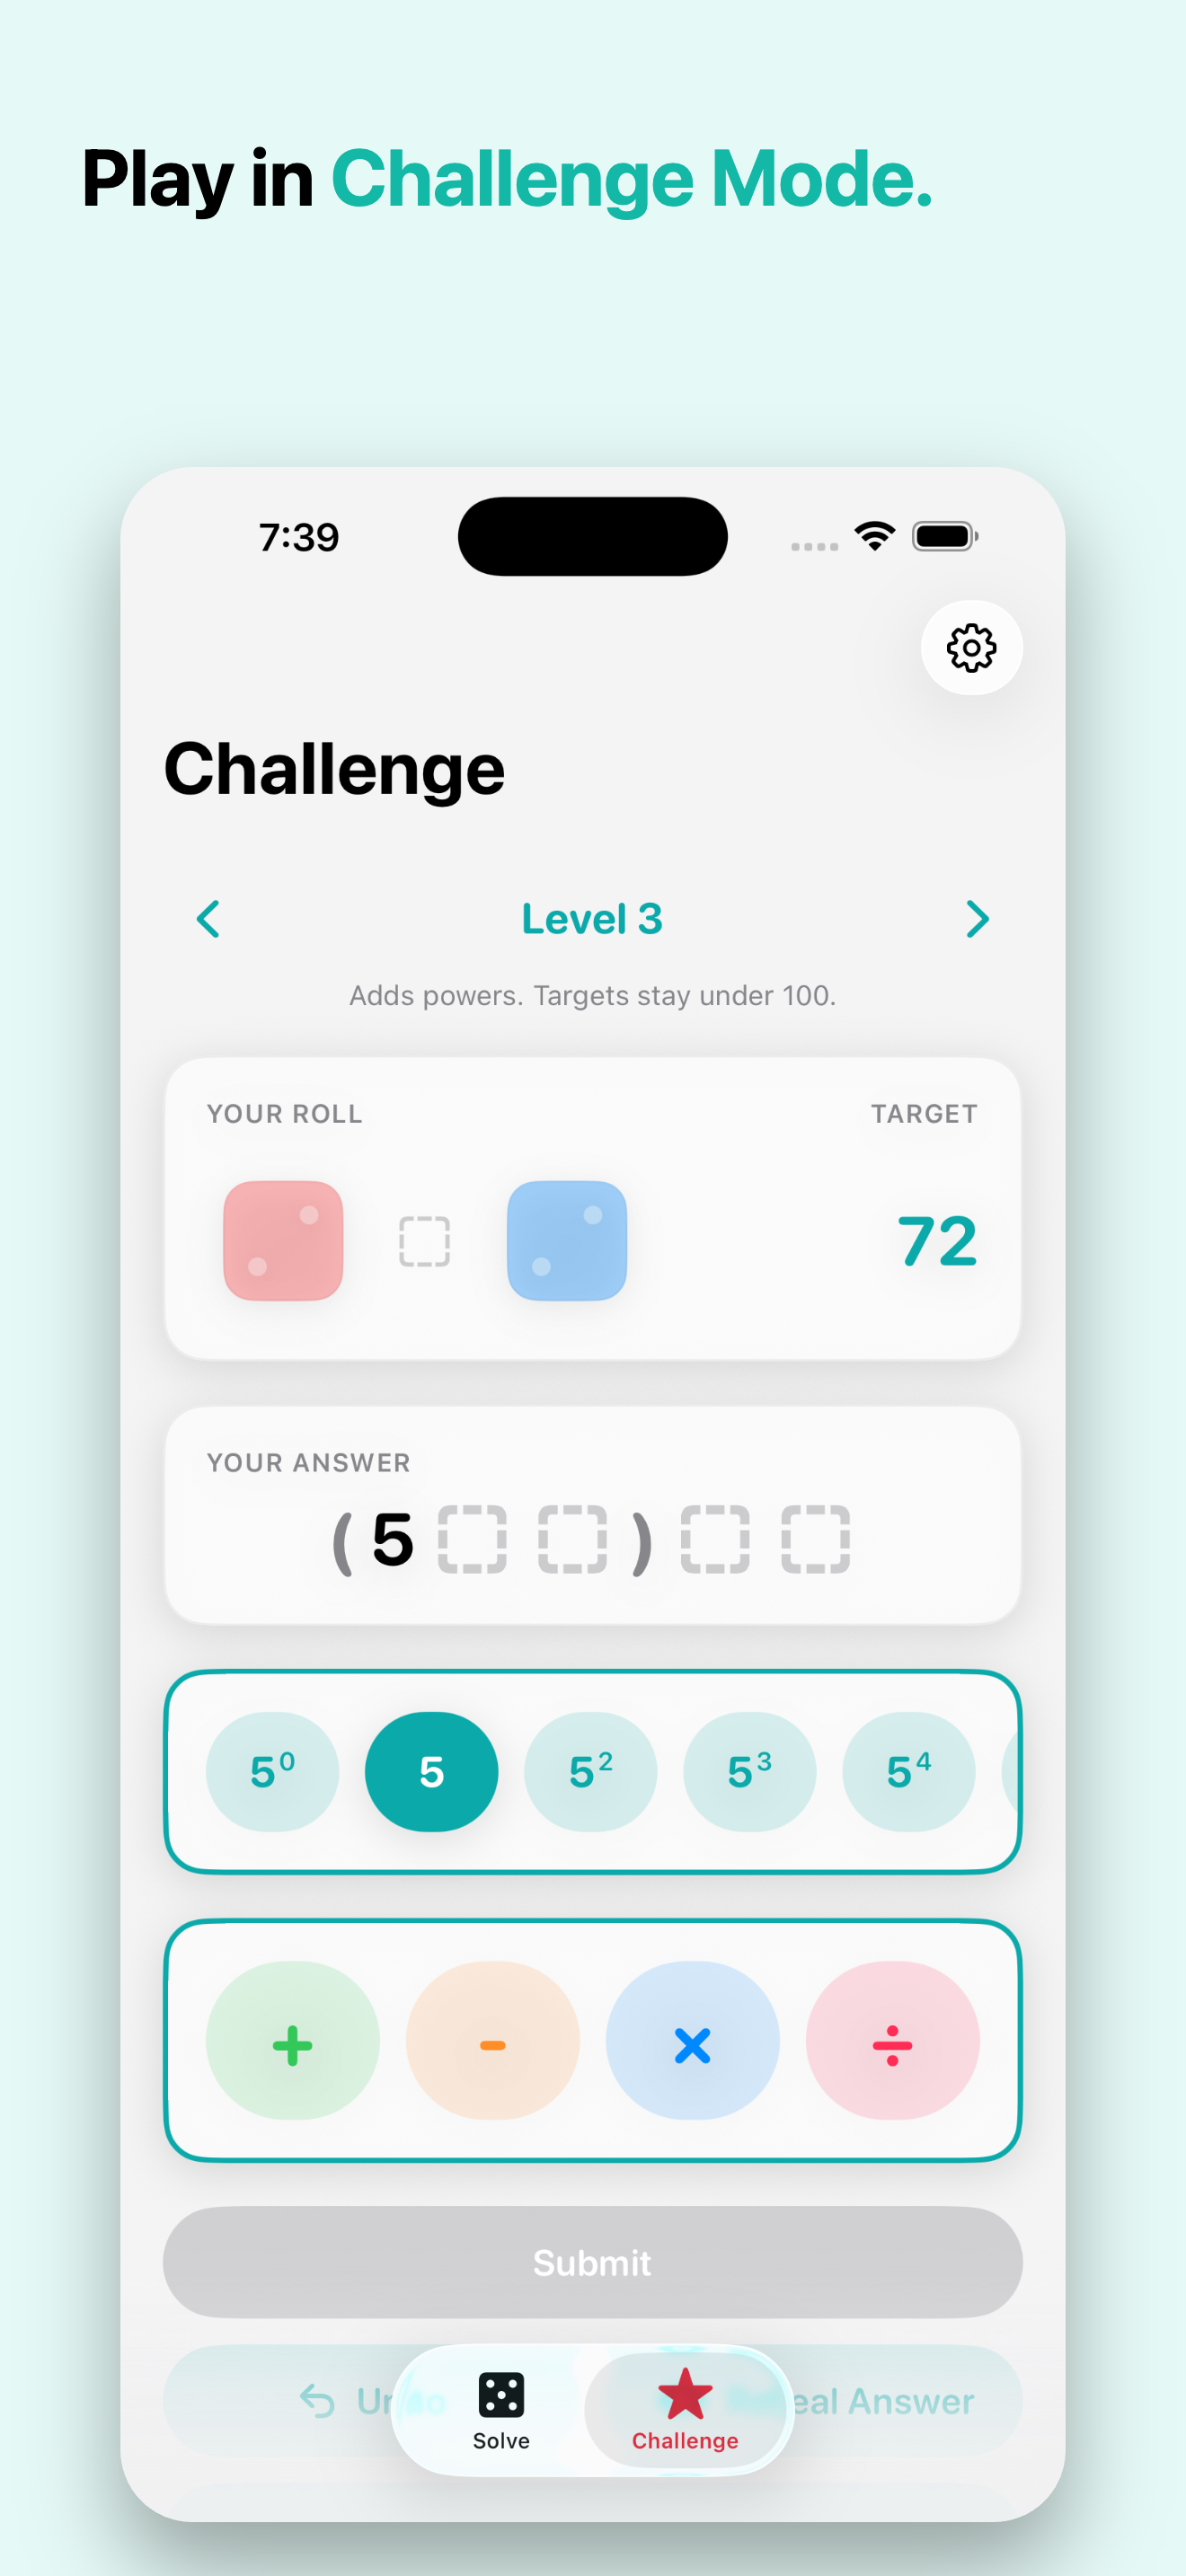 Play in Challenge Mode.
7:39
Challenge
Level 3
Adds powers. Targets stay under 100.
YOUR ROLL TARGET
72
YOUR ANSWER
( 5 )
5⁰ 5 5² 5³ 5⁴
+ - × ÷
Submit
Solve Challenge
Answer